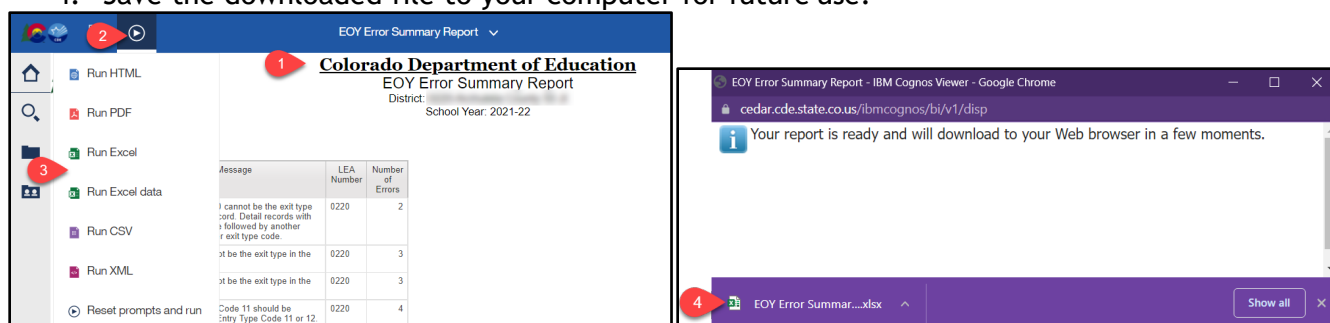 4. Save the downloaded file to your computer for future use.
2
EOY Error Summary Report
1
Colorado Department of Education
EOY Error Summary Report
District:
School Year: 2021-22
Run HTML
Run PDF
Run Excel
3
Run Excel data
Run CSV
Run XML
Reset prompts and run
Message
LEA Number
Number of Errors
cannot be the exit type
Detail records with
followed by another
exit type code.
0220
2
be the exit type in the
0220
3
be the exit type in the
0220
3
Code 11 should be
Entry Type Code 11 or 12.
0220
4
EOY Error Summary Report - IBM Cognos Viewer - Google Chrome
cedar.cde.state.co.us/ibmcognos/bi/v1/disp
Your report is ready and will download to your Web browser in a few moments.
4
EOY Error Summar....xlsx
Show all